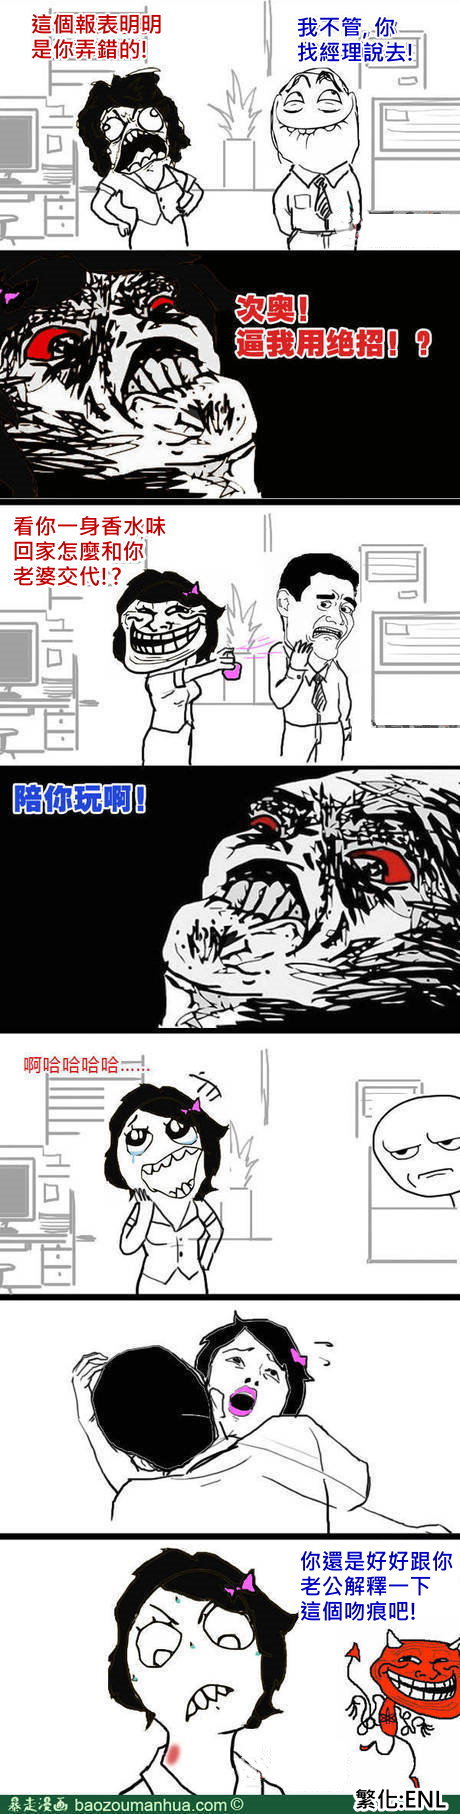 這個報表明明
是你弄錯的!
我不管, 你
找經理說去!
次奥！
逼我用绝招！？
看你一身香水味
回家怎麼和你
老婆交代!?
陪你玩啊！
啊哈哈哈哈……
你還是好好跟你
老公解釋一下
這個吻痕吧!
暴走漫画 baozoumanhua.com ©
繁化:ENL